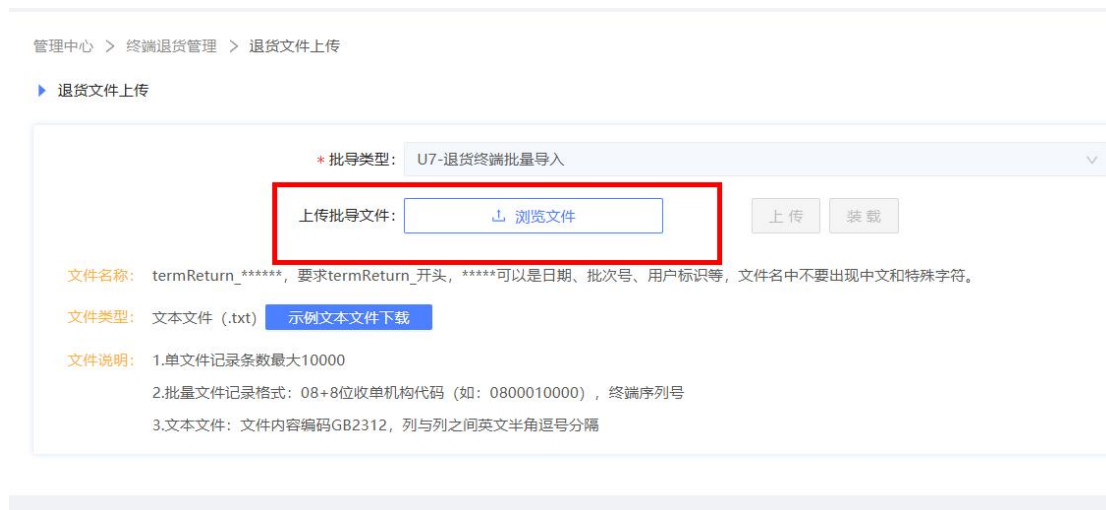 管理中心 > 终端退货管理 > 退货文件上传
退货文件上传
* 批导类型： U7-退货终端批量导入
上传批导文件： 浏览文件 上 传 装 载
文件名称： termReturn_******，要求termReturn_开头，*****可以是日期、批次号、用户标识等，文件名中不要出现中文和特殊字符。
文件类型： 文本文件（.txt) 示例文本文件下载
文件说明： 1.单文件记录条数最大10000
2.批量文件记录格式：08+8位收单机构代码（如：0800010000），终端序列号
3.文本文件：文件内容编码GB2312，列与列之间英文半角逗号分隔